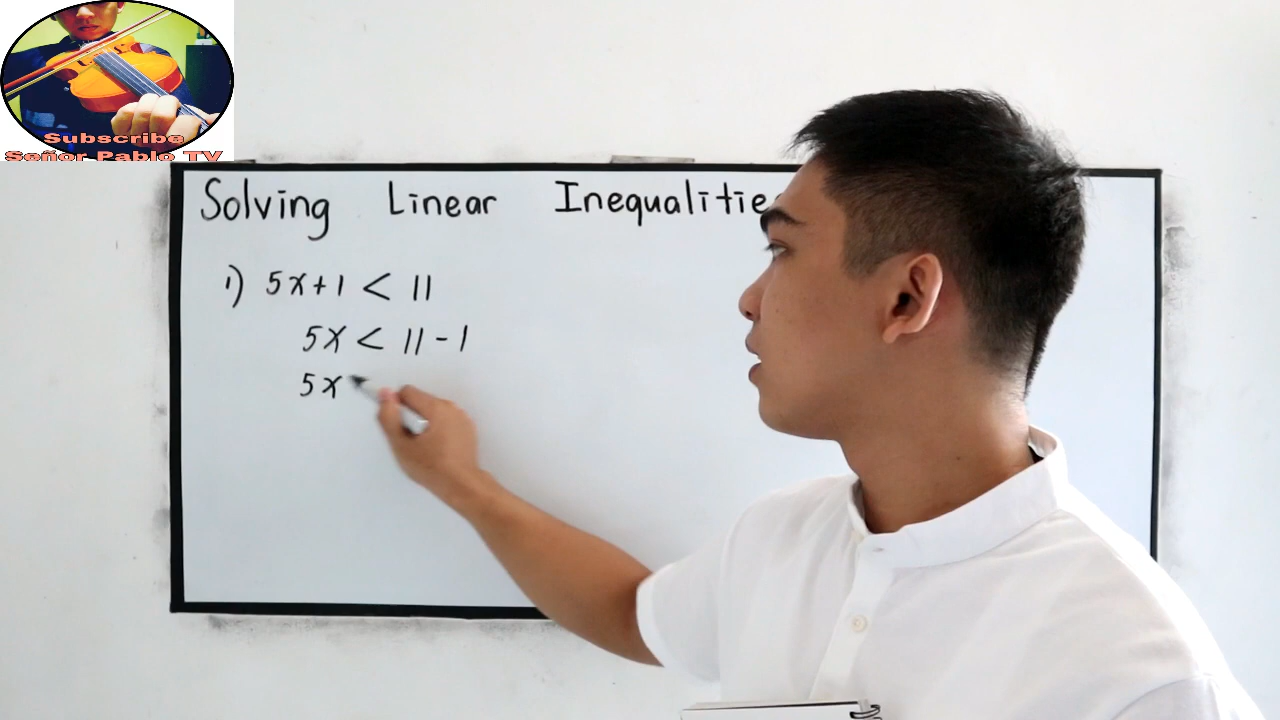 Subscribe
Señor Pablo TV
Solving Linear Inequalities
1) 5x+1 < 11
5x < 11-1
5x